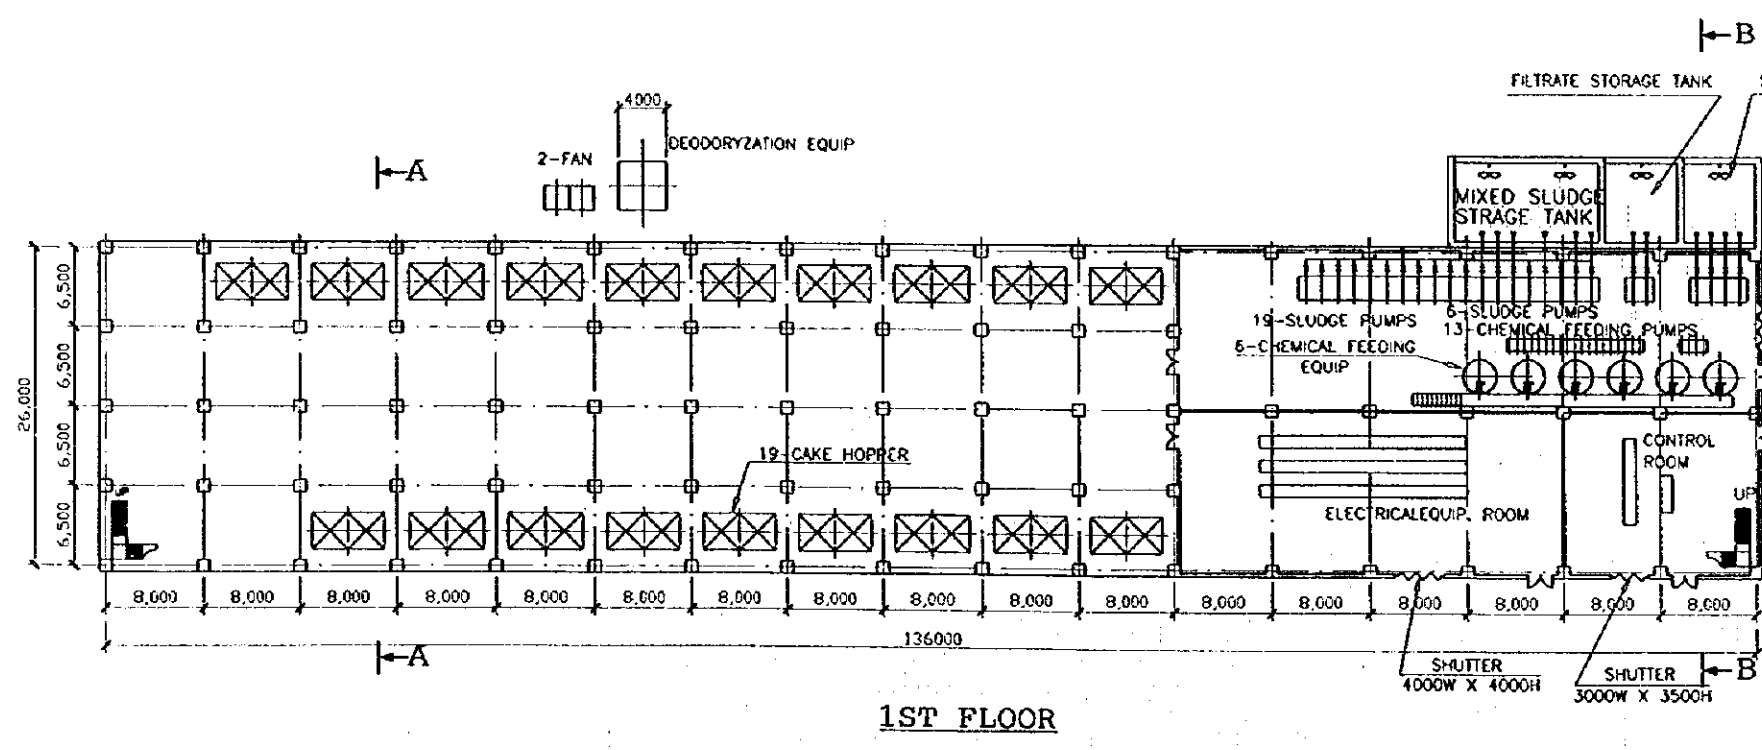 B
FILTRATE STORAGE TANK
S
4000
DEODORYZATION EQUIP
2-FAN
A
MIXED SLUDGE
STRAGE TANK
6,500
6,500
6,500
6,500
26,000
19-SLUDGE PUMPS
6-SLUDGE PUMPS
13-CHEMICAL FEEDING PUMPS
6-CHEMICAL FEEDING
EQUIP
19-CAKE HOPPER
CONTROL
ROOM
UP
ELECTRICALEQUIP. ROOM
8,000 8,000 8,000 8,000 8,000 8,000 8,000 8,000 8,000 8,000 8,000 8,000 8,000 8,000 8,000 8,000 8,000
136000
A
SHUTTER
4000W X 4000H
SHUTTER
3000W X 3500H
B
1ST FLOOR